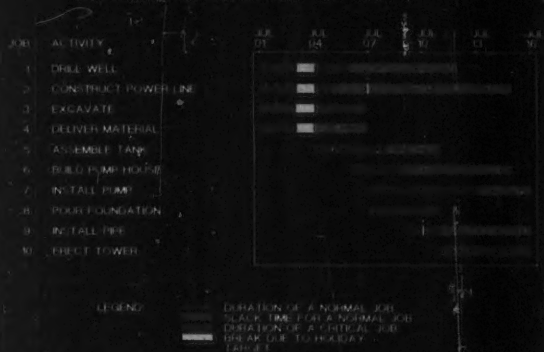 JUL JUL JUL JUL JUL JUL
01 04 07 10 13 16
JOB ACTIVITY
1 DRILL WELL
2 CONSTRUCT POWER LINE
3 EXCAVATE
4 DELIVER MATERIAL
5 ASSEMBLE TANK
6 BUILD PUMP HOUSE
7 INSTALL PUMP
8 POUR FOUNDATION
9 INSTALL PIPE
10 ERECT TOWER
LEGEND:
DURATION OF A NORMAL JOB
SLACK TIME FOR A NORMAL JOB
DURATION OF A CRITICAL JOB
BREAK DUE TO HOLIDAY
TARGET